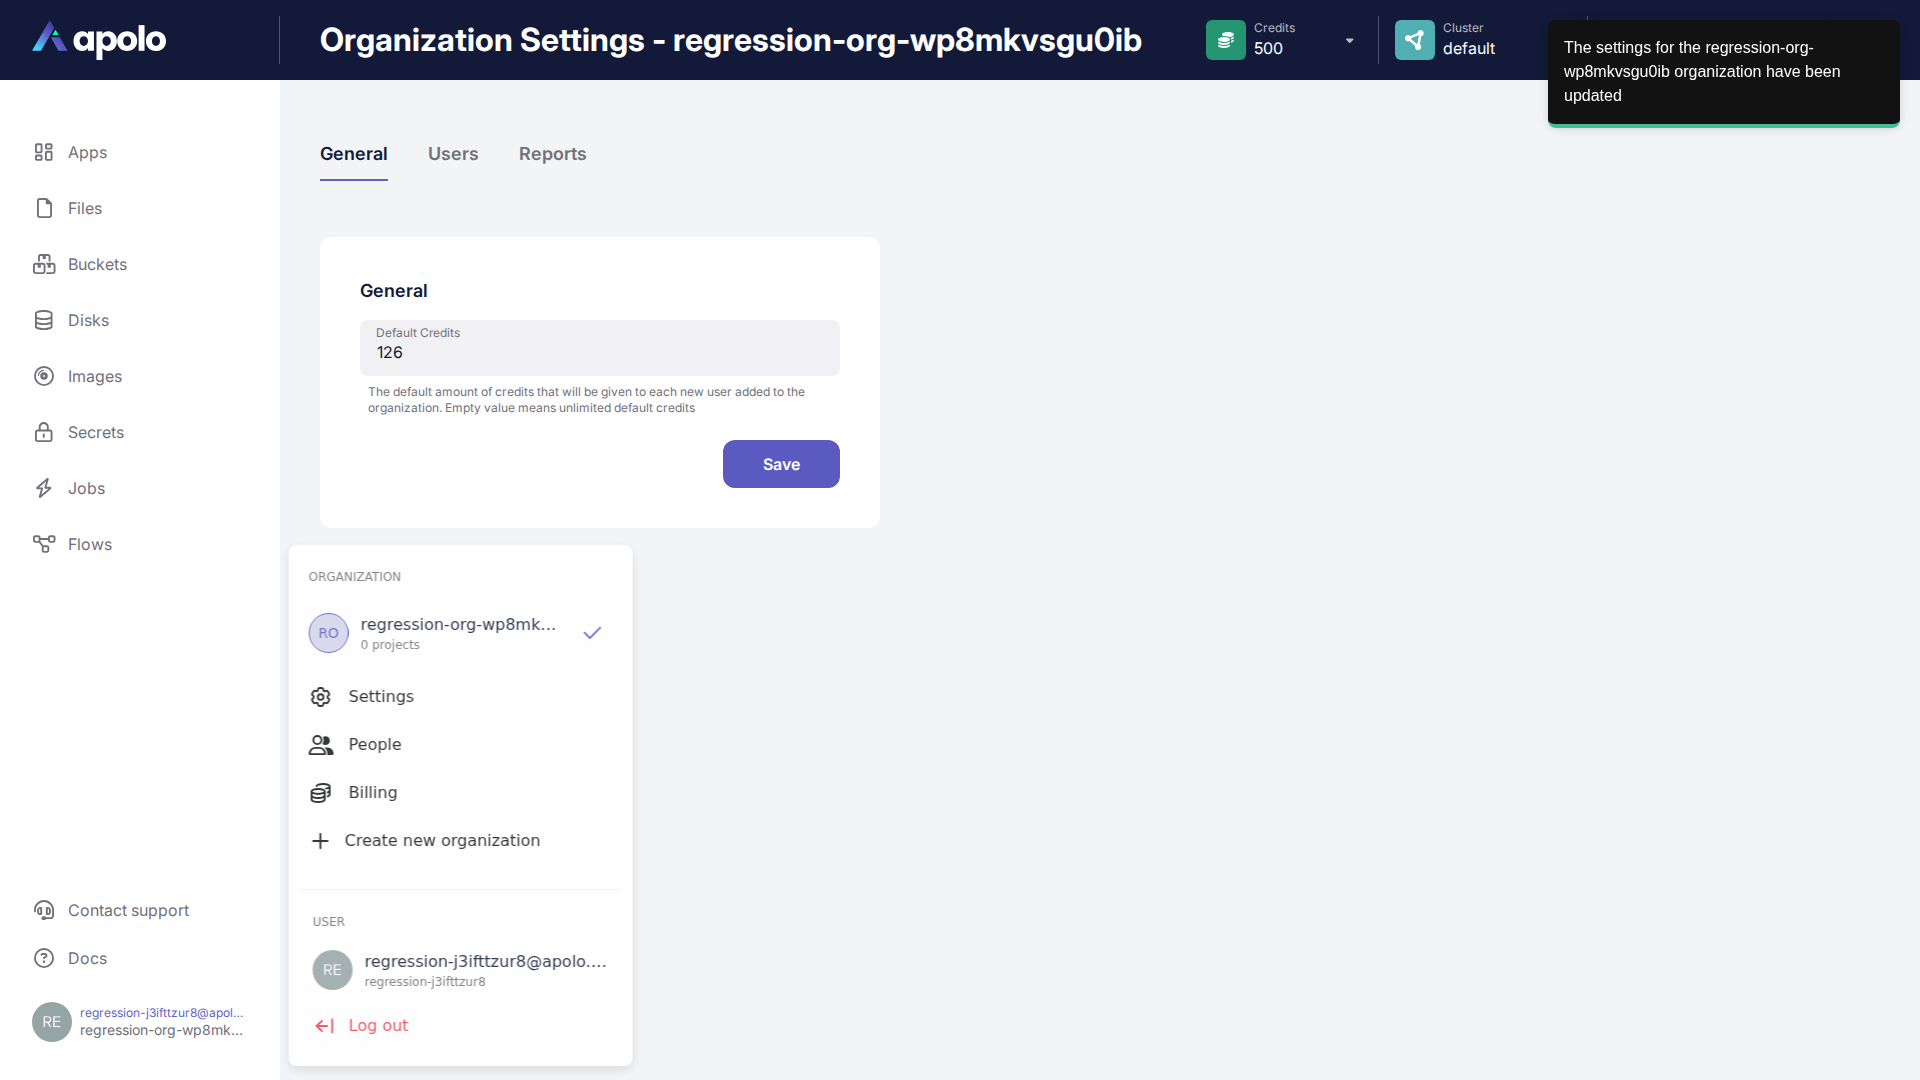 apolo
Organization Settings - regression-org-wp8mkvsgu0ib
Credits
500
Cluster
default
The settings for the regression-org-
wp8mkvsgu0ib organization have been
updated
Apps
Files
Buckets
Disks
Images
Secrets
Jobs
Flows
Contact support
Docs
RE
regression-j3ifttzur8@apol...
regression-org-wp8mk...
General
Users
Reports
General
Default Credits
126
The default amount of credits that will be given to each new user added to the
organization. Empty value means unlimited default credits
Save
ORGANIZATION
RO
regression-org-wp8mk...
0 projects
Settings
People
Billing
Create new organization
USER
RE
regression-j3ifttzur8@apolo....
regression-j3ifttzur8
Log out